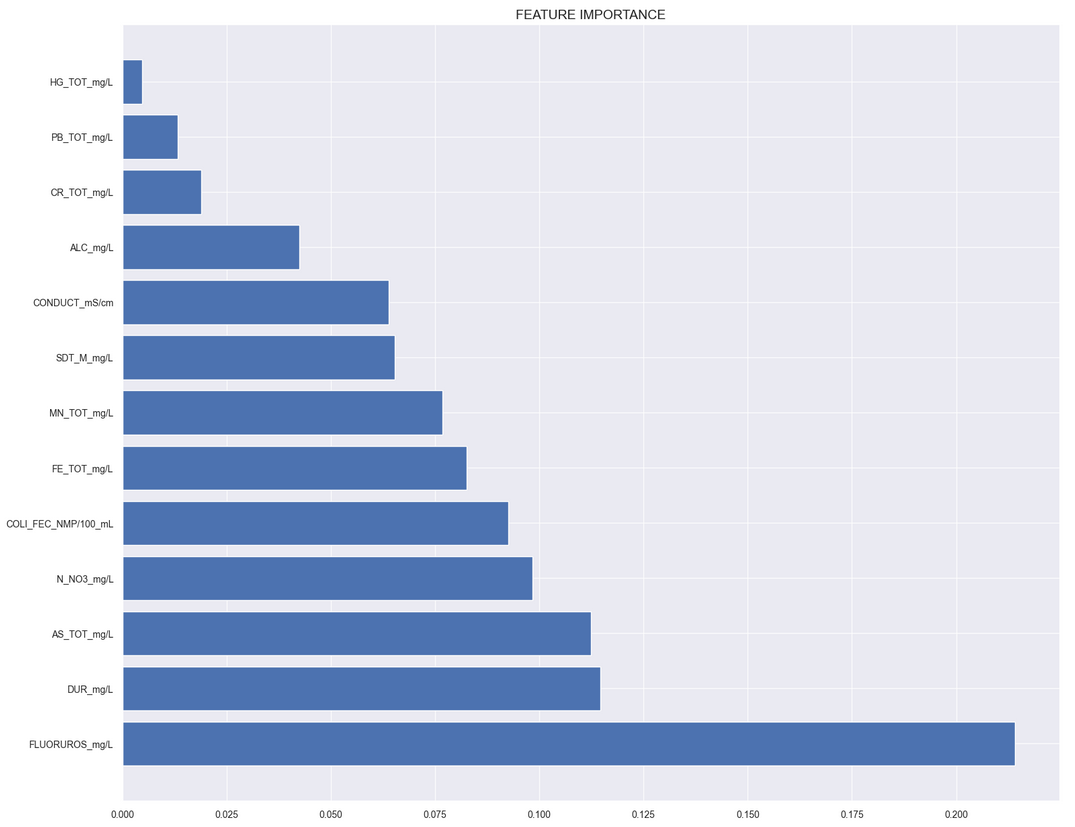 FEATURE IMPORTANCE
HG_TOT_mg/L
PB_TOT_mg/L
CR_TOT_mg/L
ALC_mg/L
CONDUCT_mS/cm
SDT_M_mg/L
MN_TOT_mg/L
FE_TOT_mg/L
COLI_FEC_NMP/100_mL
N_NO3_mg/L
AS_TOT_mg/L
DUR_mg/L
FLUORUROS_mg/L
0.000 0.025 0.050 0.075 0.100 0.125 0.150 0.175 0.200